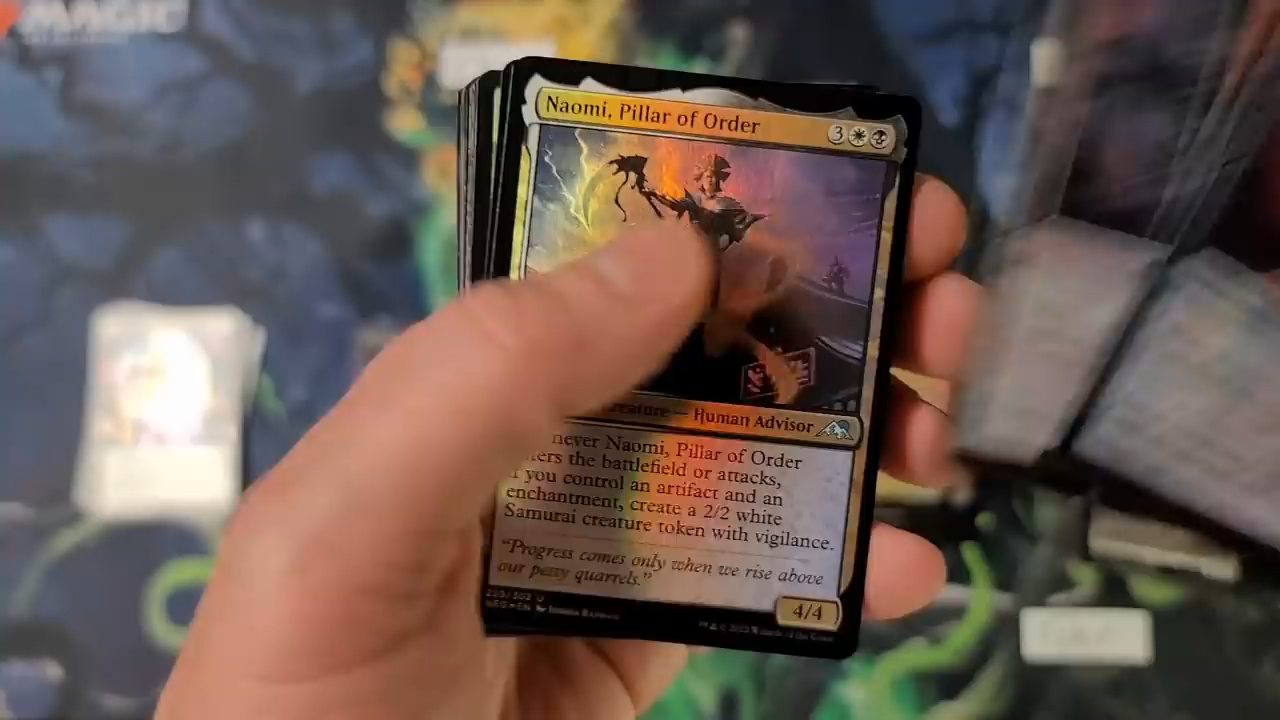 MAGIC
Naomi, Pillar of Order
3
Creature — Human Advisor
never Naomi, Pillar of Order
ters the battlefield or attacks,
if you control an artifact and an
enchantment, create a 2/2 white
Samurai creature token with vigilance.
“Progress comes only when we rise above
our petty quarrels.”
4/4